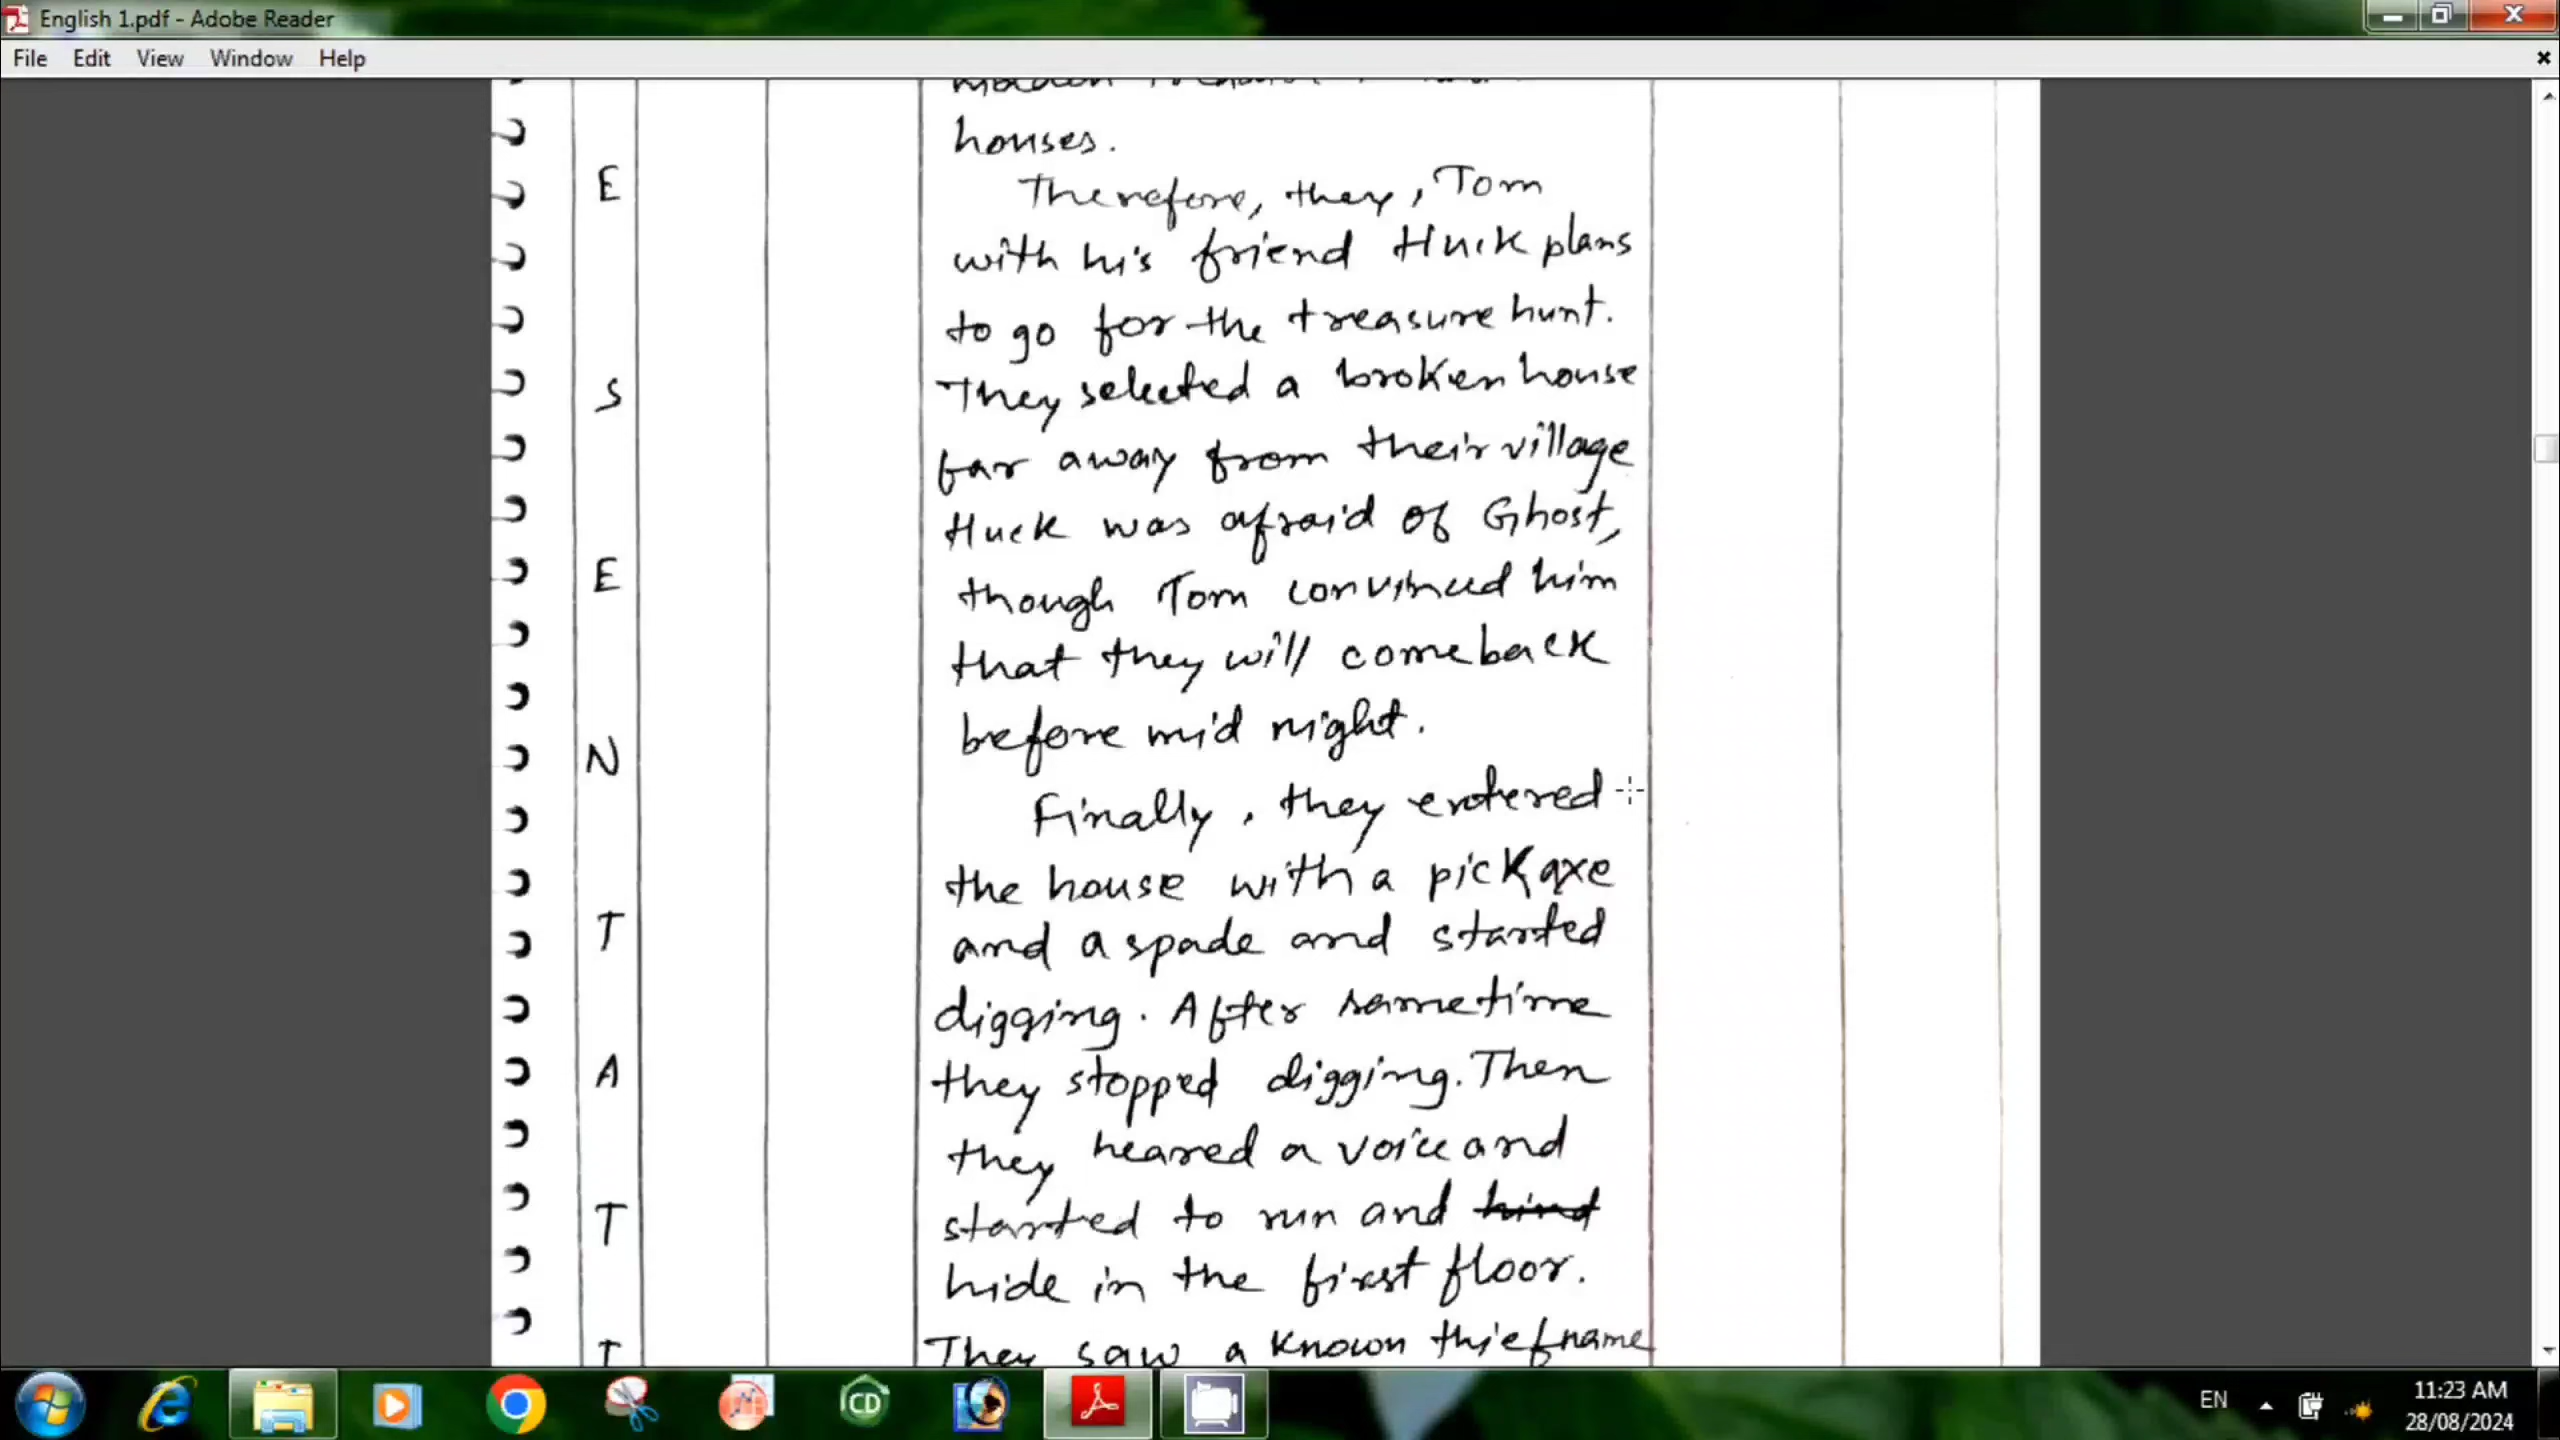 English 1.pdf - Adobe Reader
File Edit View Window Help
houses.
Therefore, they, Tom
with his friend Huck plans
to go for the treasure hunt.
They selected a broken house
far away from their village
Huck was afraid of Ghost,
though Tom convinced him
that they will comeback
before mid night.
Finally, they entered
the house with a pickaxe
and a spade and started
digging. After sometime
they stopped digging. Then
they heared a voice and
started to run and hind
hide in the first floor.
They saw a known thief name
E
S
E
N
T
A
T
I
CD
EN
11:23 AM
28/08/2024